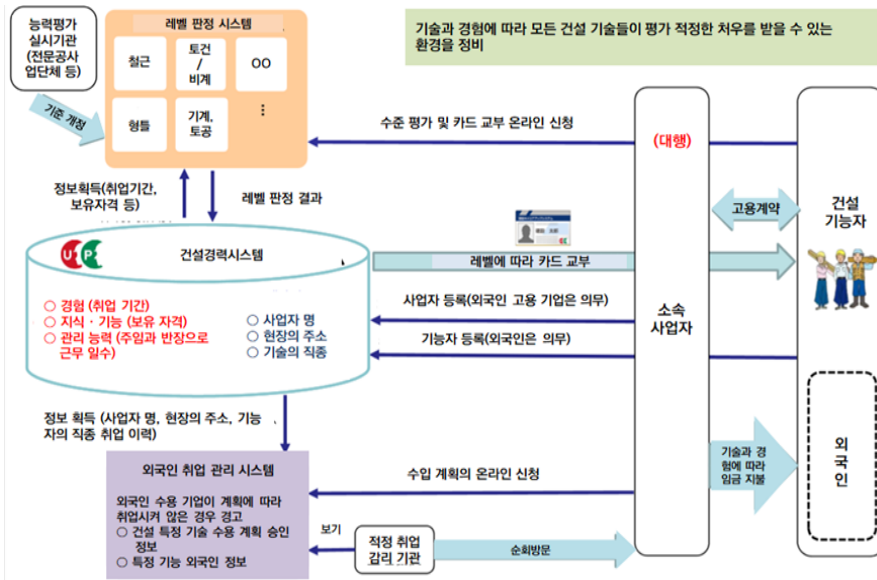 능력평가
실시기관
(전문공사
업단체 등)
기준 개정
레벨 판정 시스템
철근
토건
/
비계
OO
형틀
기계,
토공
⋮
기술과 경험에 따라 모든 건설 기술들이 평가 적정한 처우를 받을 수 있는
환경을 정비
수준 평가 및 카드 교부 온라인 신청
(대행)
정보획득(취업기간,
보유자격 등)
레벨 판정 결과
고용계약
건설
기능자
건설경력시스템
레벨에 따라 카드 교부
○ 경험 (취업 기간)
○ 지식 · 기능 (보유 자격)
○ 관리 능력 (주임과 반장으로
근무 일수)
○ 사업자 명
○ 현장의 주소
○ 기술의 직종
사업자 등록(외국인 고용 기업은 의무)
기능자 등록(외국인은 의무)
소속
사업자
정보 획득 (사업자 명, 현장의 주소, 기능
자의 직종 취업 이력)
외국인 취업 관리 시스템
외국인 수용 기업이 계획에 따라
취업시켜 않은 경우 경고
○ 건설 특정 기술 수용 계획 승인
정보
○ 특정 기능 외국인 정보
수입 계획의 온라인 신청
기술과 경
험에 따라
임금 지불
외
국
인
보기
적정 취업
감리 기관
순회방문